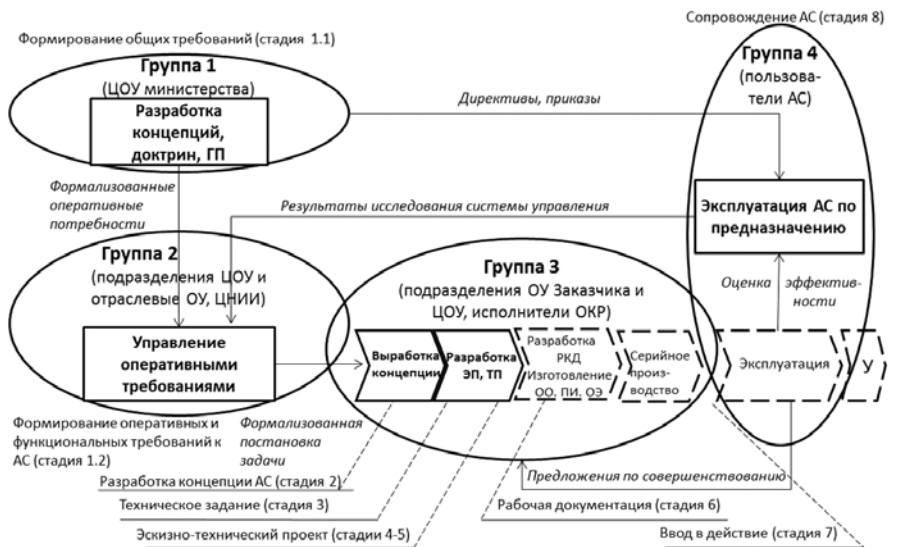 Сопровождение АС (стадия 8)
Формирование общих требований (стадия 1.1)
Группа 1
(ЦОУ министерства)
Разработка
концепций,
доктрин, ГП
Директивы, приказы
Группа 4
(пользова-
тели АС)
Формализованные
оперативные
потребности
Результаты исследования системы управления
Эксплуатация АС по
предназначению
Группа 2
(подразделения ЦОУ и
отраслевые ОУ, ЦНИИ)
Управление
оперативными
требованиями
Группа 3
(подразделения ОУ Заказчика и
ЦОУ, исполнители ОКР)
Оценка эффектив-
ности
Выработка
концепции
Разработка
ЭП, ТП
Разработка
РКД
Изготовление
ОО, ПИ, ОЭ
Серийное
произ-
водство
Эксплуатация
У
Формирование оперативных и
функциональных требований к
АС (стадия 1.2)
Формализованная
постановка
задачи
Предложения по совершенствованию
Разработка концепции АС (стадия 2)
Техническое задание (стадия 3)
Рабочая документация (стадия 6)
Эскизно-технический проект (стадии 4-5)
Ввод в действие (стадия 7)